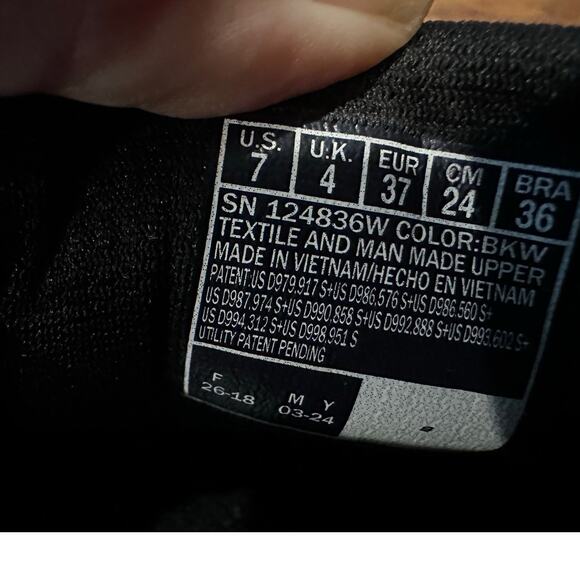 U.S. U.K. EUR CM BRA
7 4 37 24 36
SN 124836W COLOR:BKW
TEXTILE AND MAN MADE UPPER
MADE IN VIETNAM/HECHO EN VIETNAM
PATENT:US D979.917 S+US D986.576 S+US D986.560 S+
US D987,974 S+US D990.858 S+US D992.888 S+US D993.602 S+
US D994,312 S+US D998.951 S
UTILITY PATENT PENDING
F M Y
26-18 03-24